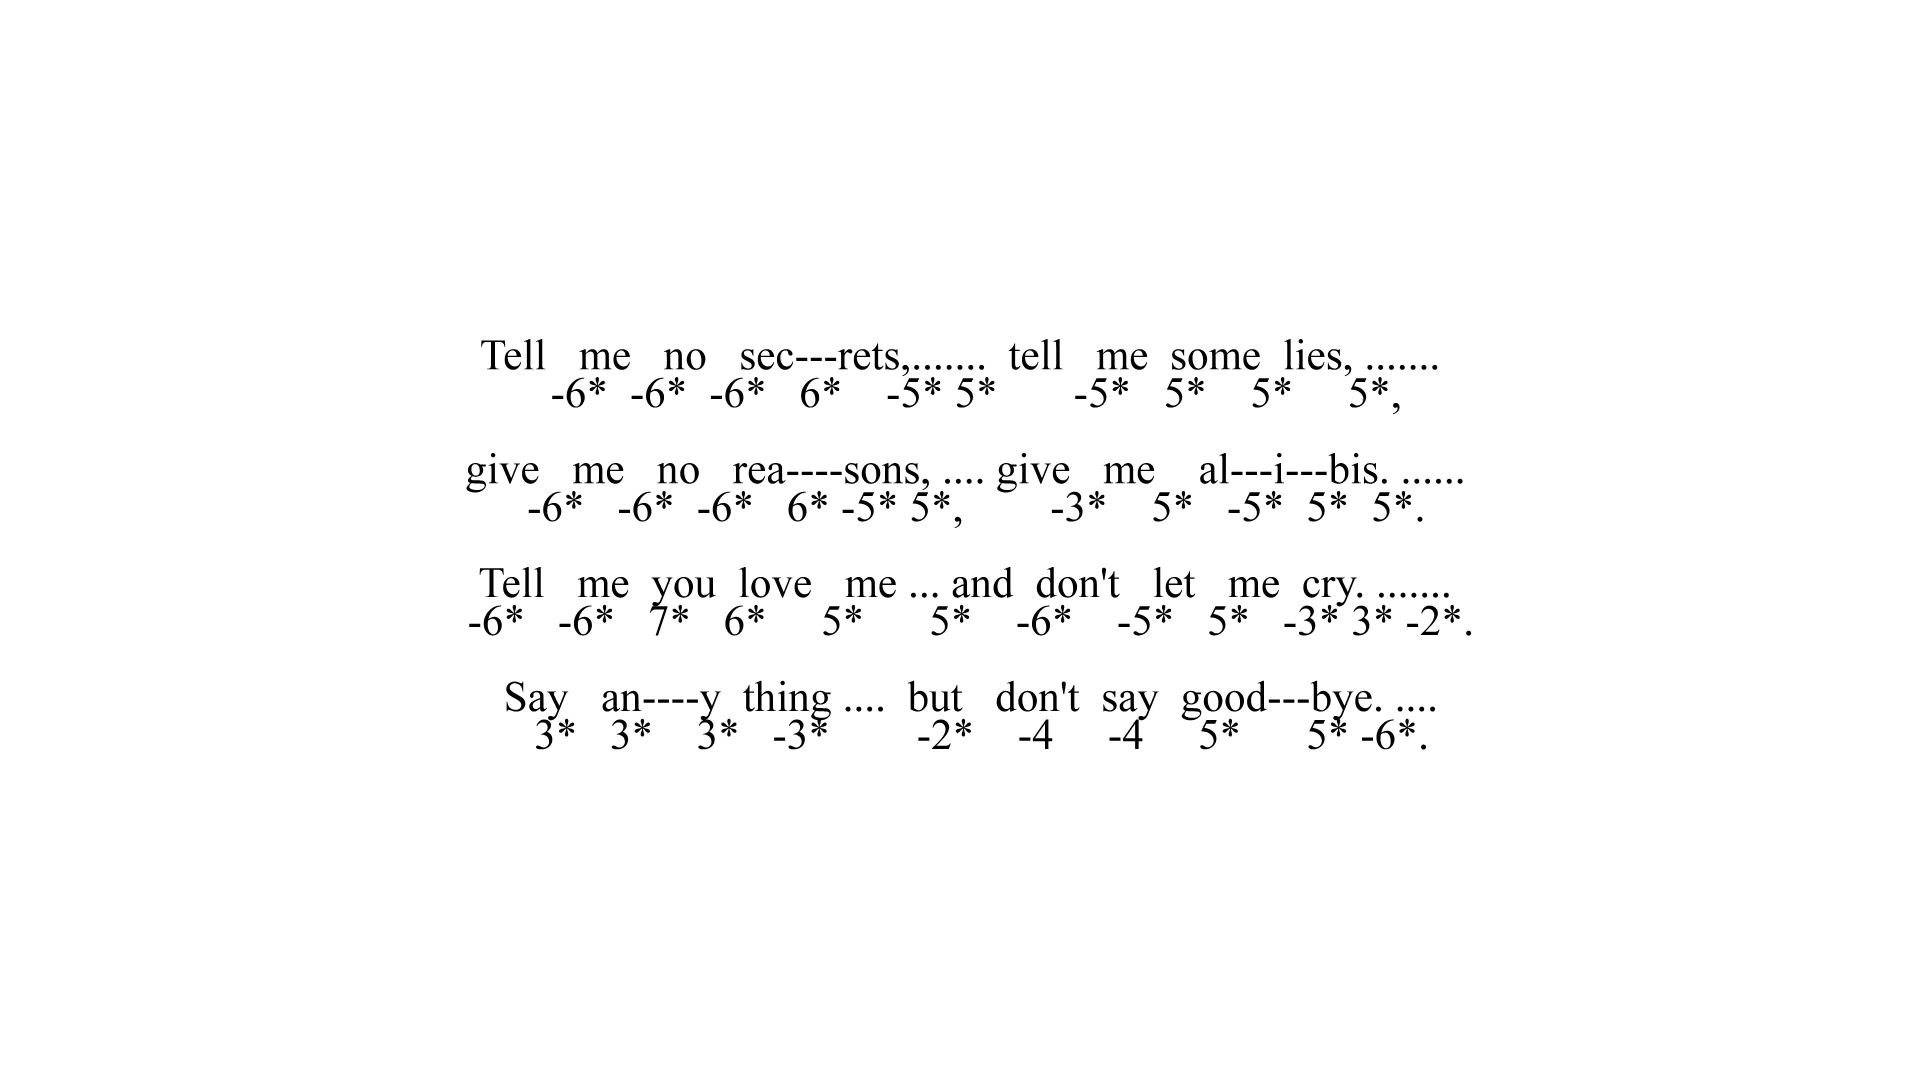 Tell me no sec---rets,....... tell me some lies, .......
-6* -6* -6* 6* -5* 5* -5* 5* 5* 5*,
give me no rea----sons, .... give me al---i---bis. ......
-6* -6* -6* 6* -5* 5*, -3* 5* -5* 5* 5*.
Tell me you love me ... and don't let me cry. .......
-6* -6* 7* 6* 5* 5* -6* -5* 5* -3* 3* -2*.
Say an----y thing .... but don't say good---bye. ....
3* 3* 3* -3* -2* -4 -4 5* 5* -6*.